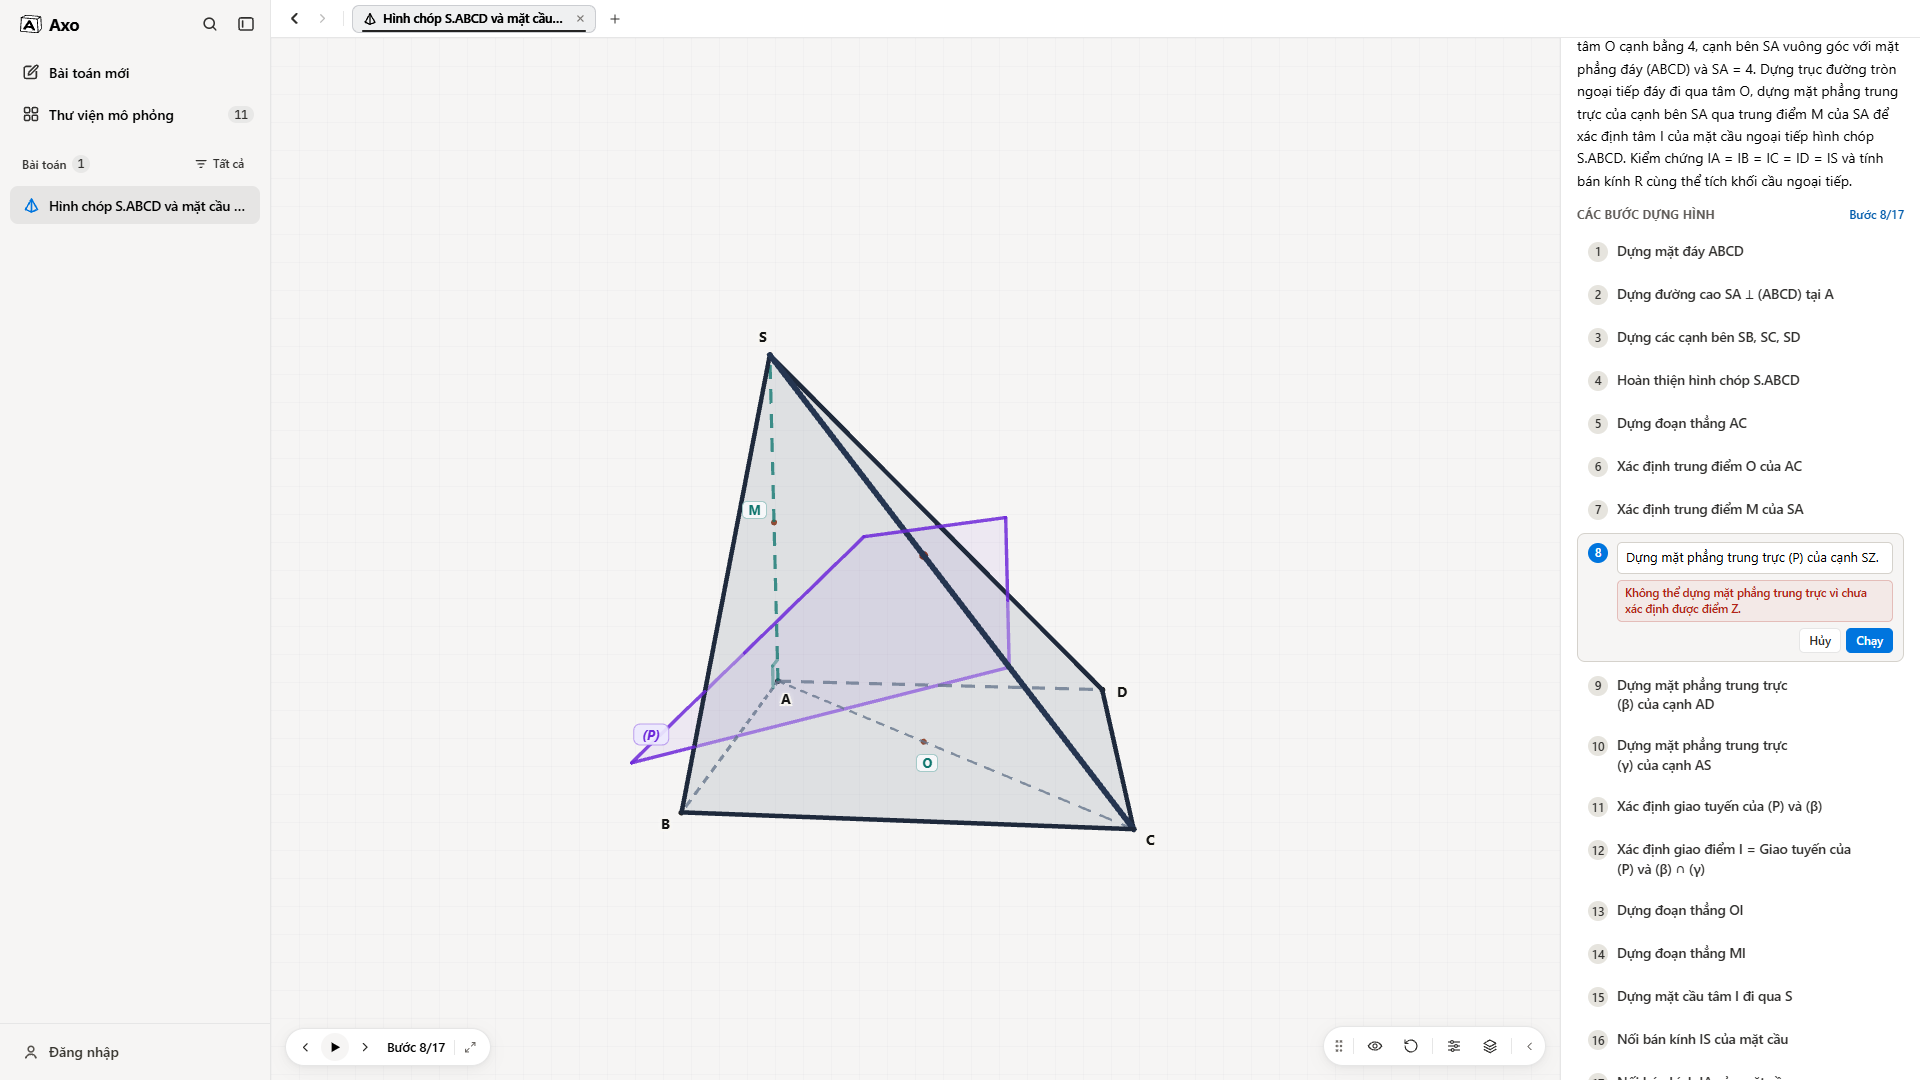 Axo
Bài toán mới
Thư viện mô phỏng 11
Bài toán 1 Tất cả
Hình chóp S.ABCD và mặt cầu ...
Đăng nhập
Hình chóp S.ABCD và mặt cầu...
S
M
A
D
(P)
O
B
C
Bước 8/17
tâm O cạnh bằng 4, cạnh bên SA vuông góc với mặt
phẳng đáy (ABCD) và SA = 4. Dựng trục đường tròn
ngoại tiếp đáy đi qua tâm O, dựng mặt phẳng trung
trực của cạnh bên SA qua trung điểm M của SA để
xác định tâm I của mặt cầu ngoại tiếp hình chóp
S.ABCD. Kiểm chứng IA = IB = IC = ID = IS và tính
bán kính R cùng thể tích khối cầu ngoại tiếp.
CÁC BƯỚC DỰNG HÌNH Bước 8/17
1 Dựng mặt đáy ABCD
2 Dựng đường cao SA ⊥ (ABCD) tại A
3 Dựng các cạnh bên SB, SC, SD
4 Hoàn thiện hình chóp S.ABCD
5 Dựng đoạn thẳng AC
6 Xác định trung điểm O của AC
7 Xác định trung điểm M của SA
8 Dựng mặt phẳng trung trực (P) của cạnh SZ.
Không thể dựng mặt phẳng trung trực vì chưa
xác định được điểm Z.
Hủy Chạy
9 Dựng mặt phẳng trung trực
(β) của cạnh AD
10 Dựng mặt phẳng trung trực
(γ) của cạnh AS
11 Xác định giao tuyến của (P) và (β)
12 Xác định giao điểm I = Giao tuyến của
(P) và (β) ∩ (γ)
13 Dựng đoạn thẳng OI
14 Dựng đoạn thẳng MI
15 Dựng mặt cầu tâm I đi qua S
16 Nối bán kính IS của mặt cầu